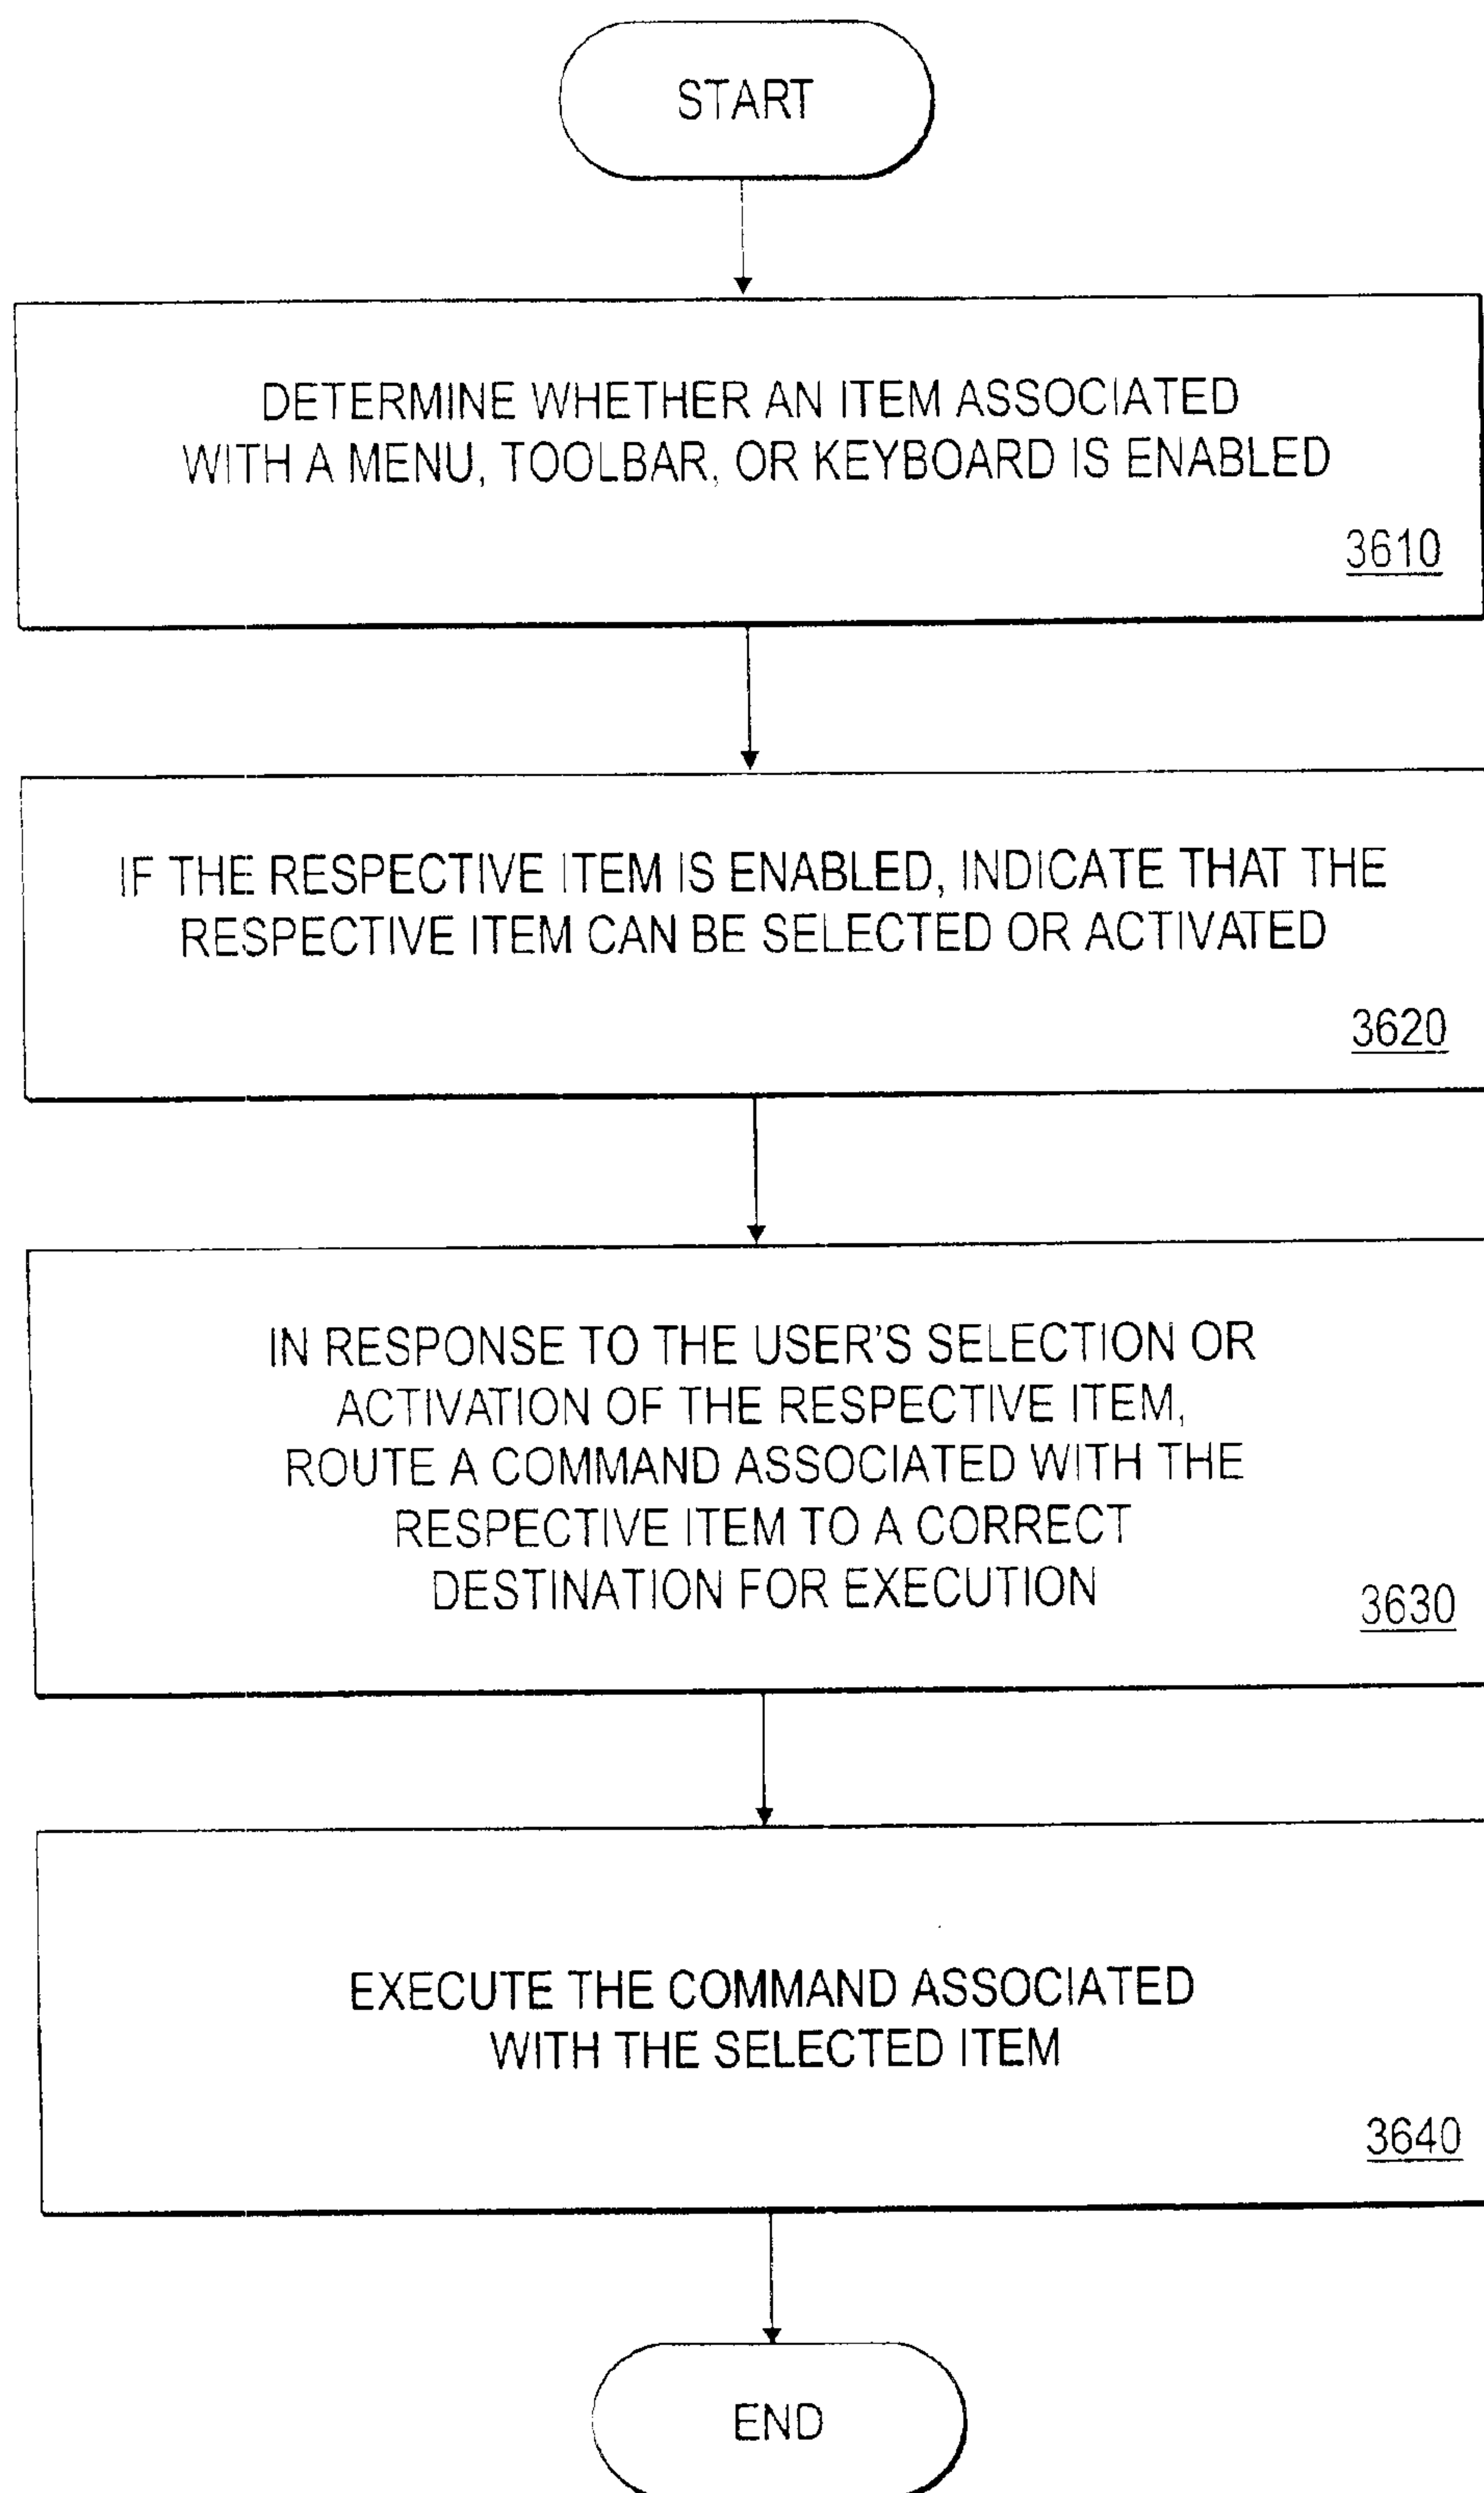 START
DETERMINE WHETHER AN ITEM ASSOCIATED
WITH A MENU, TOOLBAR, OR KEYBOARD IS ENABLED
3610
IF THE RESPECTIVE ITEM IS ENABLED, INDICATE THAT THE
RESPECTIVE ITEM CAN BE SELECTED OR ACTIVATED
3620
IN RESPONSE TO THE USER'S SELECTION OR
ACTIVATION OF THE RESPECTIVE ITEM,
ROUTE A COMMAND ASSOCIATED WITH THE
RESPECTIVE ITEM TO A CORRECT
DESTINATION FOR EXECUTION
3630
EXECUTE THE COMMAND ASSOCIATED
WITH THE SELECTED ITEM
3640
END